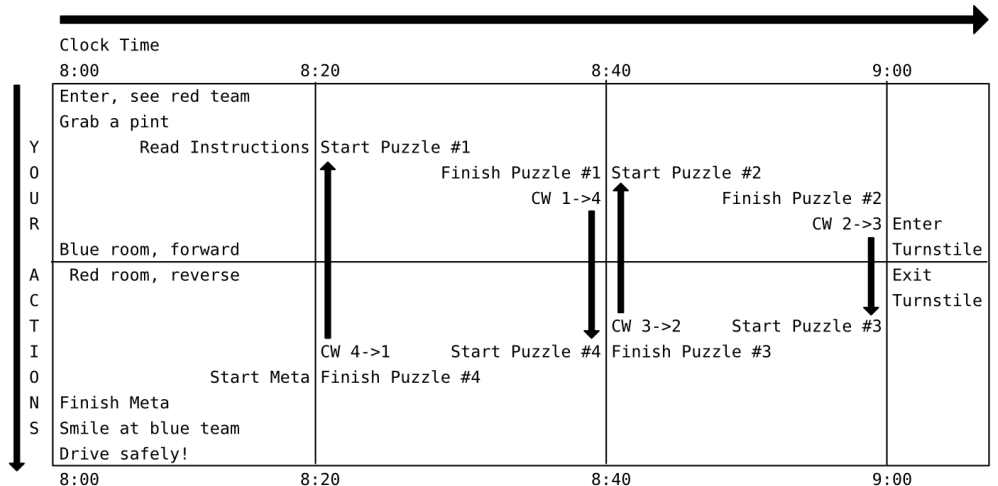 Clock Time
8:00 8:20 8:40 9:00
Enter, see red team
Grab a pint
Y Read Instructions Start Puzzle #1
O Finish Puzzle #1 Start Puzzle #2
U CW 1->4 Finish Puzzle #2
R CW 2->3 Enter
Blue room, forward Turnstile
A Red room, reverse Exit
C Turnstile
T CW 3->2 Start Puzzle #3
I CW 4->1 Start Puzzle #4 Finish Puzzle #3
O Start Meta Finish Puzzle #4
N Finish Meta
S Smile at blue team
Drive safely!
8:00 8:20 8:40 9:00